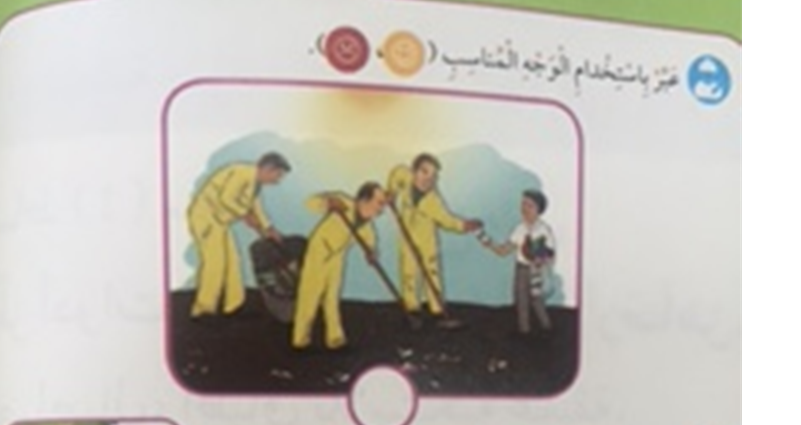 عَبِّرْ بِاسْتِخْدامِ الْوَجْهِ الْمُناسِبِ ( ، ).